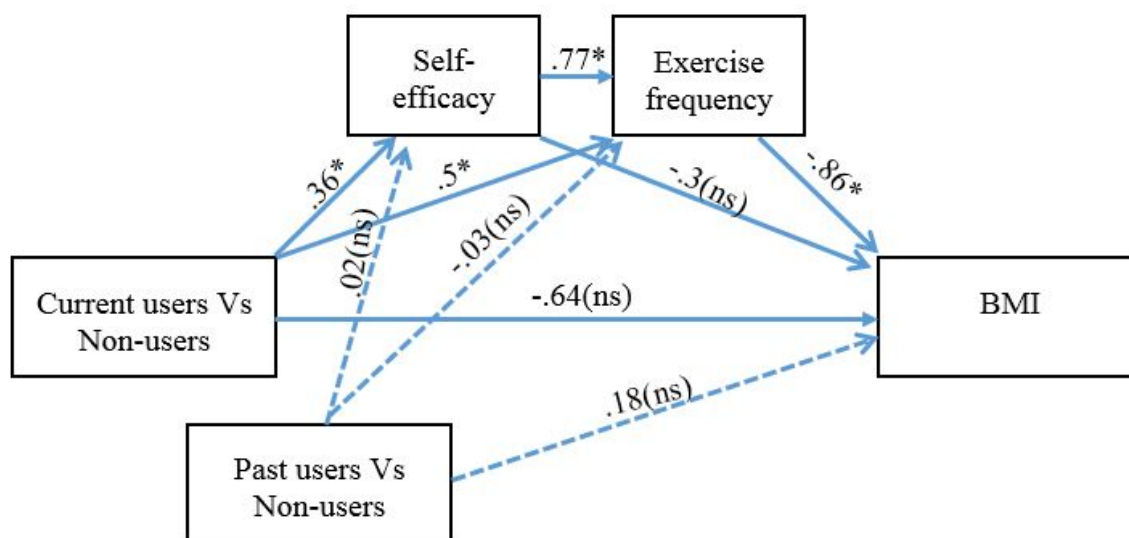 Self-
efficacy
.77*
Exercise
frequency
.36*
.5*
-.3(ns)
-.86*
.02(ns)
-.03(ns)
Current users Vs
Non-users
-.64(ns)
BMI
.18(ns)
Past users Vs
Non-users